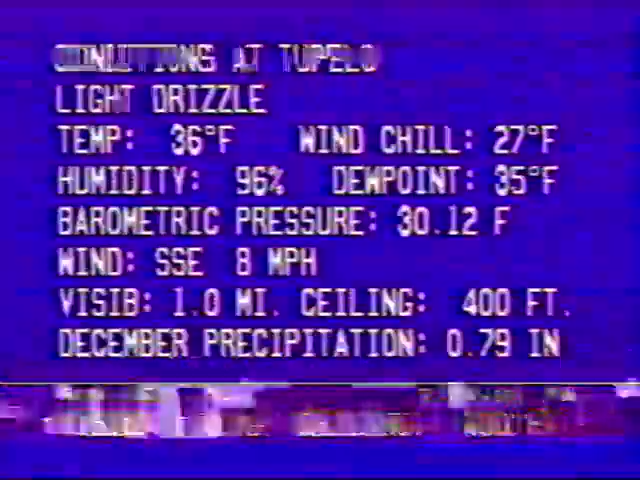 CONDITIONS AT TUPELO
LIGHT DRIZZLE
TEMP: 36°F WIND CHILL: 27°F
HUMIDITY: 96% DEWPOINT: 35°F
BAROMETRIC PRESSURE: 30.12 F
WIND: SSE 8 MPH
VISIB: 1.0 MI. CEILING: 400 FT.
DECEMBER PRECIPITATION: 0.79 IN